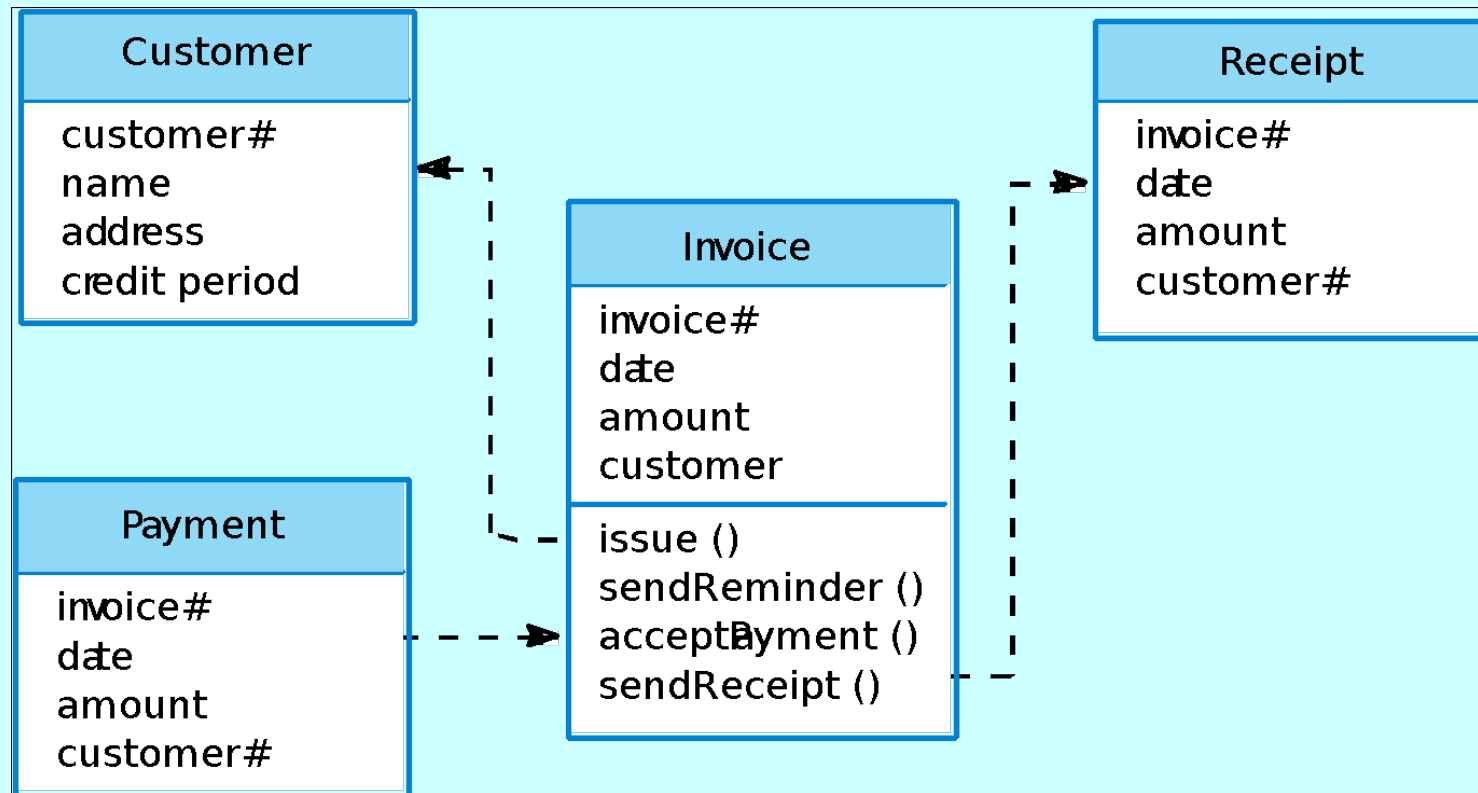 Customer
customer#
name
address
credit period
Receipt
invoice#
date
amount
customer#
Invoice
invoice#
date
amount
customer
issue ()
sendReminder ()
acceptPayment ()
sendReceipt ()
Payment
invoice#
date
amount
customer#